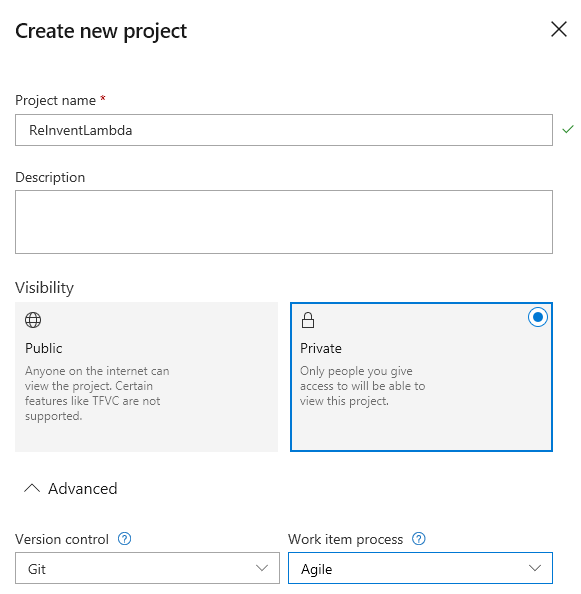 Create new project
Project name *
ReInventLambda
Description
Visibility
Public
Anyone on the internet can
view the project. Certain
features like TFVC are not
supported.
Private
Only people you give
access to will be able to
view this project.
Advanced
Version control ?
Work item process ?
Git
Agile